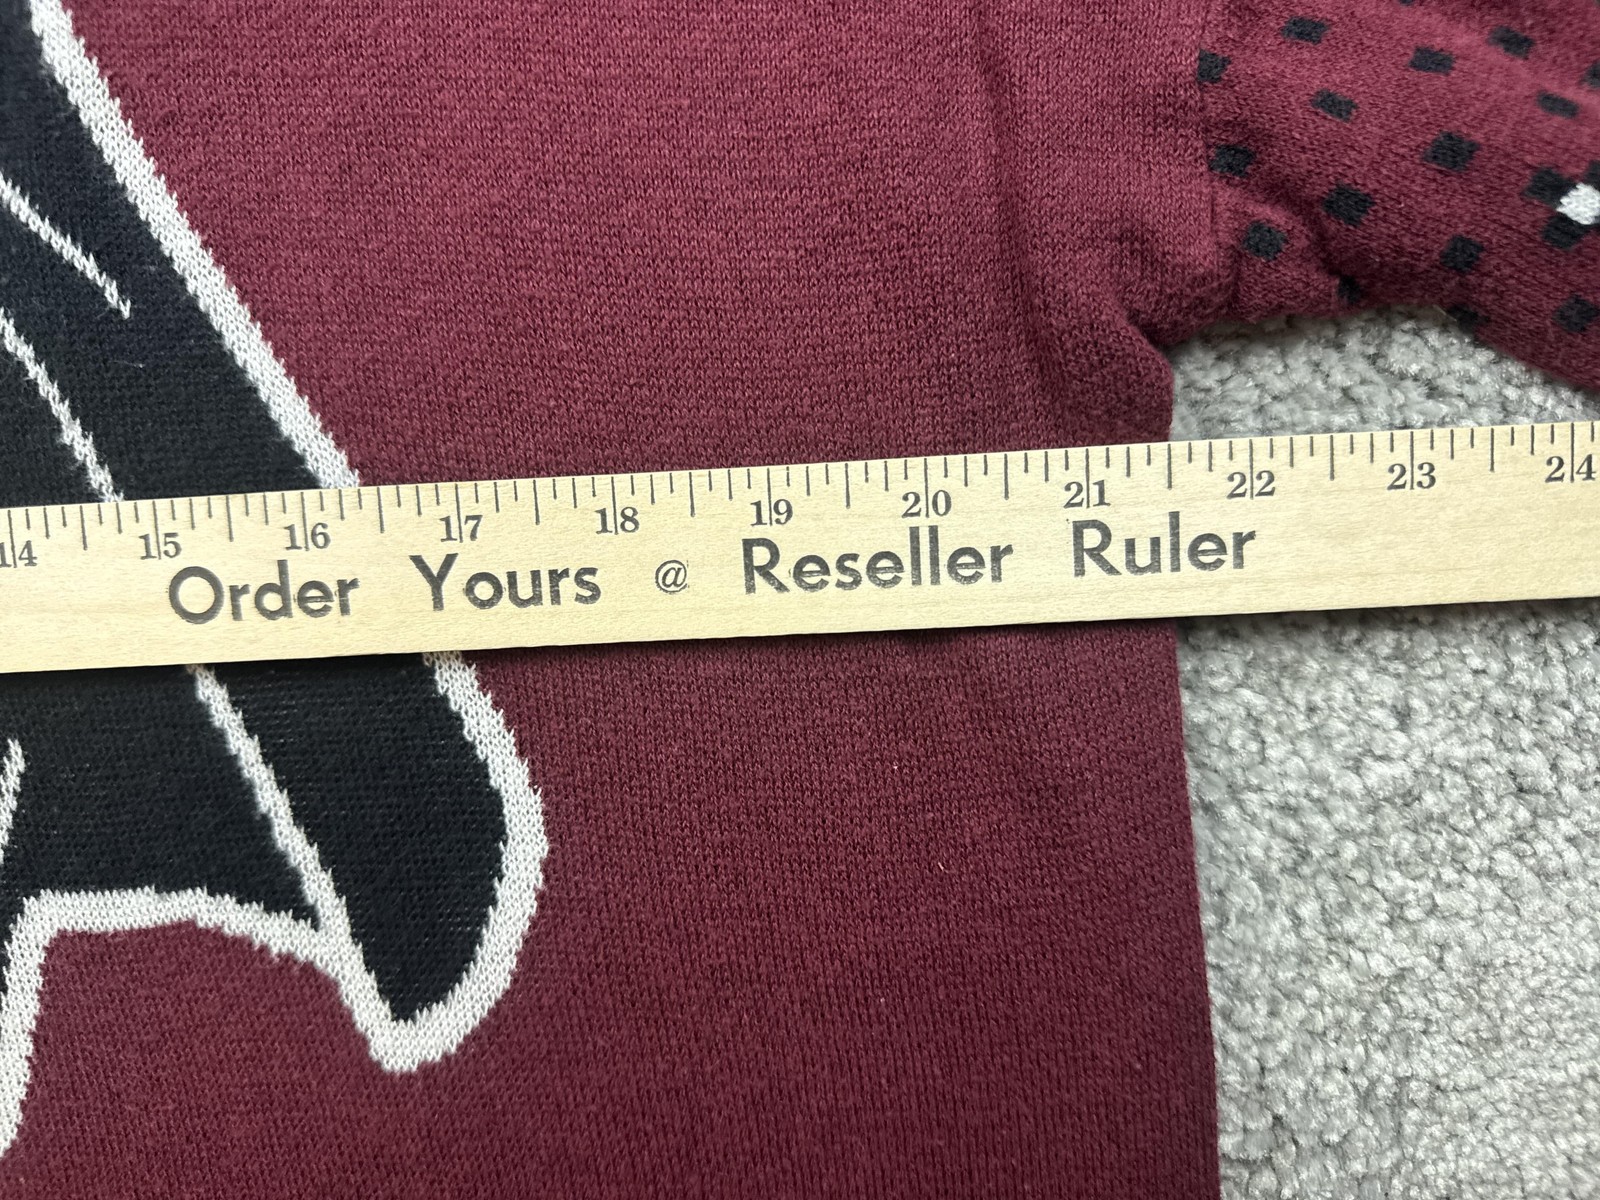 14 15 16 17 18 19 20 21 22 23 24
Order Yours @ Reseller Ruler